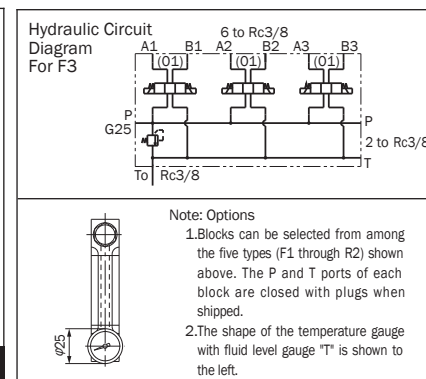 Hydraulic Circuit
Diagram
For F3
6 to Rc3/8
A1 B1 A2 B2 A3 B3
(01) (01) (01)
P P
G25
2 to Rc3/8
T
To Rc3/8
Note: Options
1.Blocks can be selected from among
the five types (F1 through R2) shown
above. The P and T ports of each
block are closed with plugs when
shipped.
2.The shape of the temperature gauge
with fluid level gauge "T" is shown to
the left.
φ25